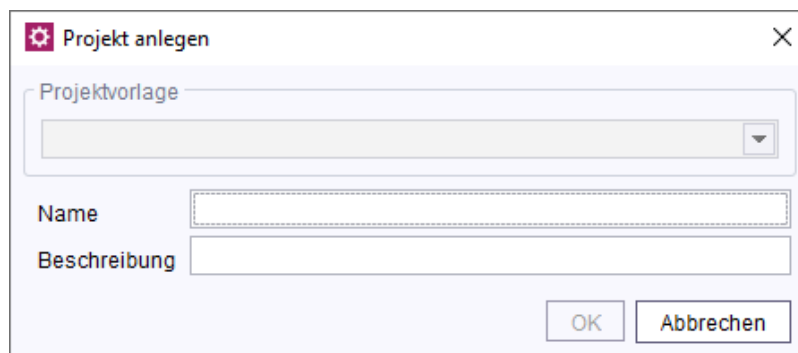 Projekt anlegen
Projektvorlage
Name
Beschreibung
OK Abbrechen